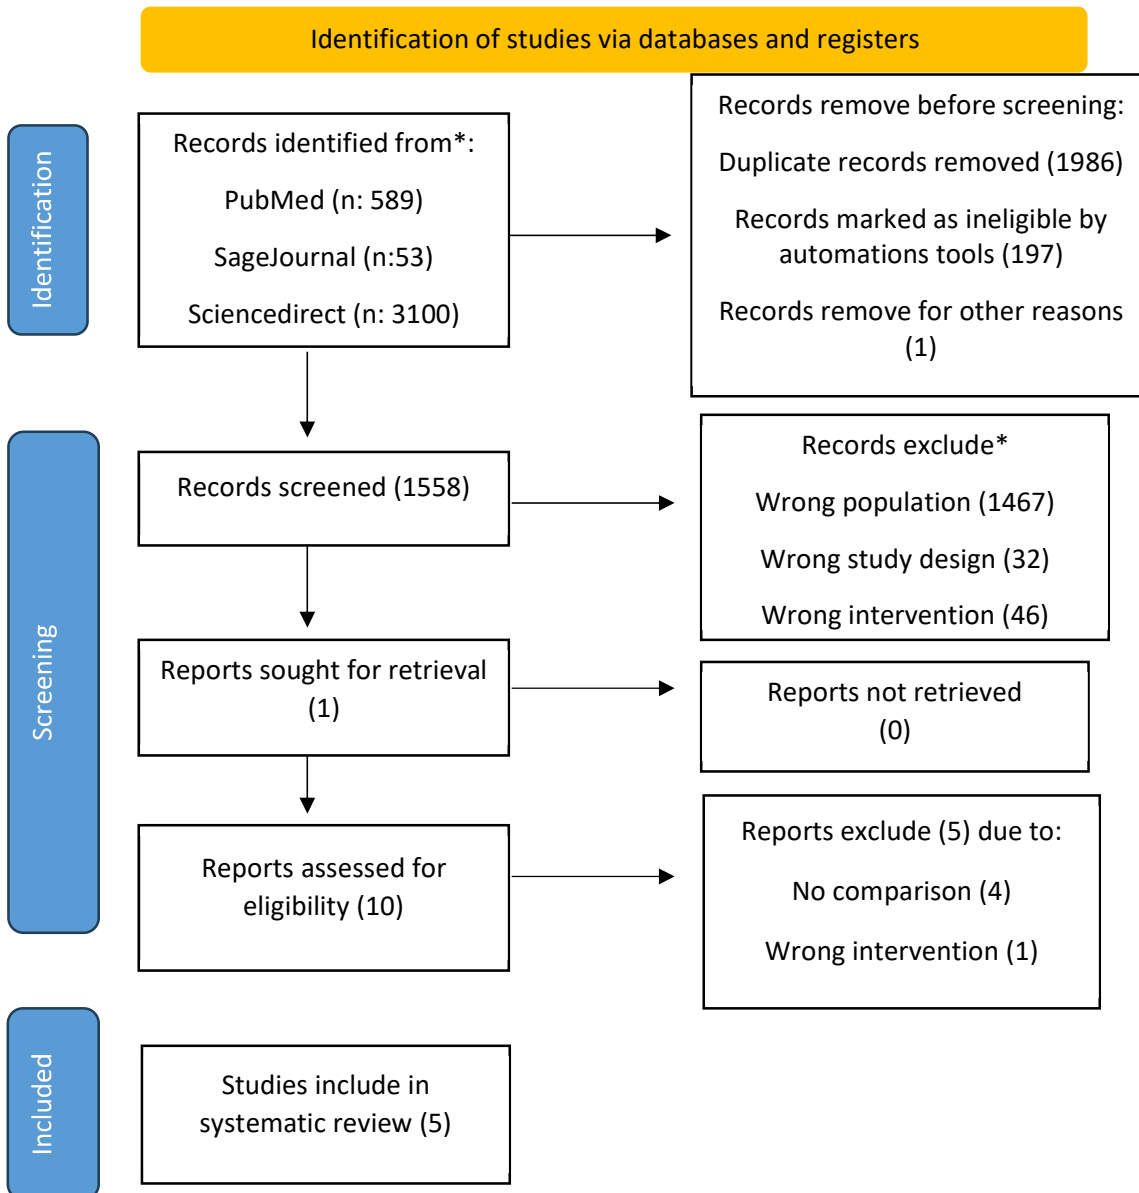 Identification of studies via databases and registers
Identification
Records identified from*:
PubMed (n: 589)
SageJournal (n:53)
Sciencedirect (n: 3100)
Records remove before screening:
Duplicate records removed (1986)
Records marked as ineligible by
automations tools (197)
Records remove for other reasons
(1)
Screening
Records screened (1558)
Records exclude*
Wrong population (1467)
Wrong study design (32)
Wrong intervention (46)
Reports sought for retrieval
(1)
Reports not retrieved
(0)
Reports assessed for
eligibility (10)
Reports exclude (5) due to:
No comparison (4)
Wrong intervention (1)
Included
Studies include in
systematic review (5)